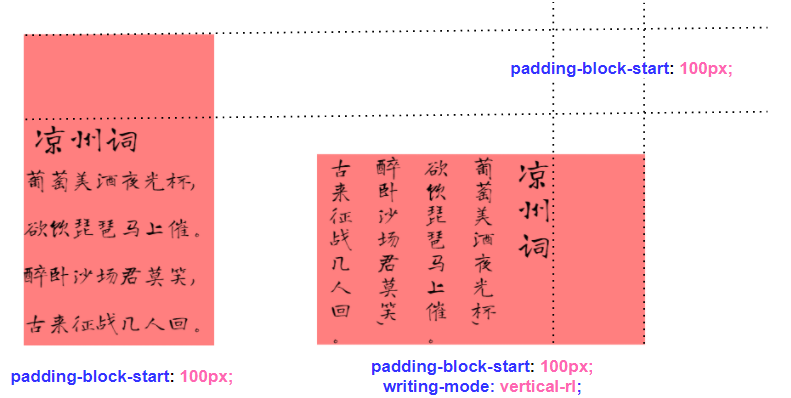 padding-block-start: 100px;
凉州词
葡萄美酒夜光杯,
欲饮琵琶马上催。
醉卧沙场君莫笑,
古来征战几人回。
padding-block-start: 100px;
凉州词
葡萄美酒夜光杯,
欲饮琵琶马上催。
醉卧沙场君莫笑,
古来征战几人回。
padding-block-start: 100px;
writing-mode: vertical-rl;